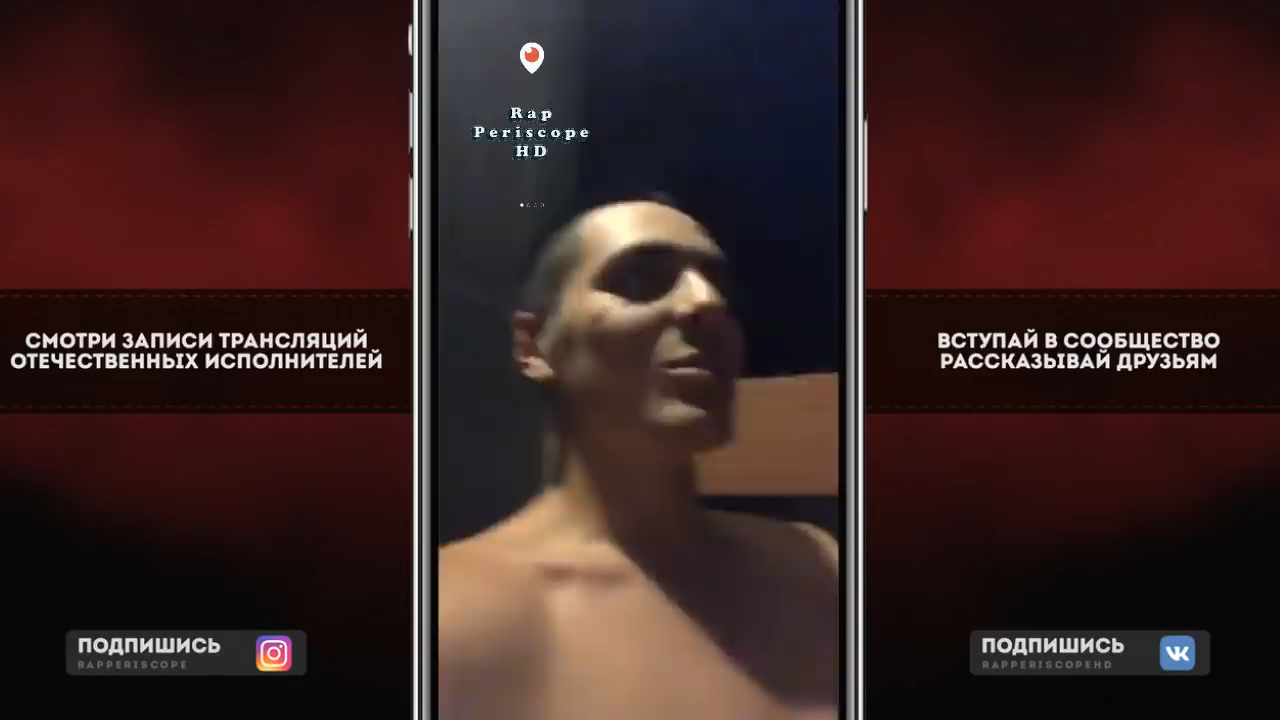 Rap
Periscope
HD
СМОТРИ ЗАПИСИ ТРАНСЛЯЦИЙ
ОТЕЧЕСТВЕННЫХ ИСПОЛНИТЕЛЕЙ
ВСТУПАЙ В СООБЩЕСТВО
РАССКАЗЫВАЙ ДРУЗЬЯМ
ПОДПИШИСЬ
RAPPERISCOPE
ПОДПИШИСЬ
RAPPERISCOPEHD